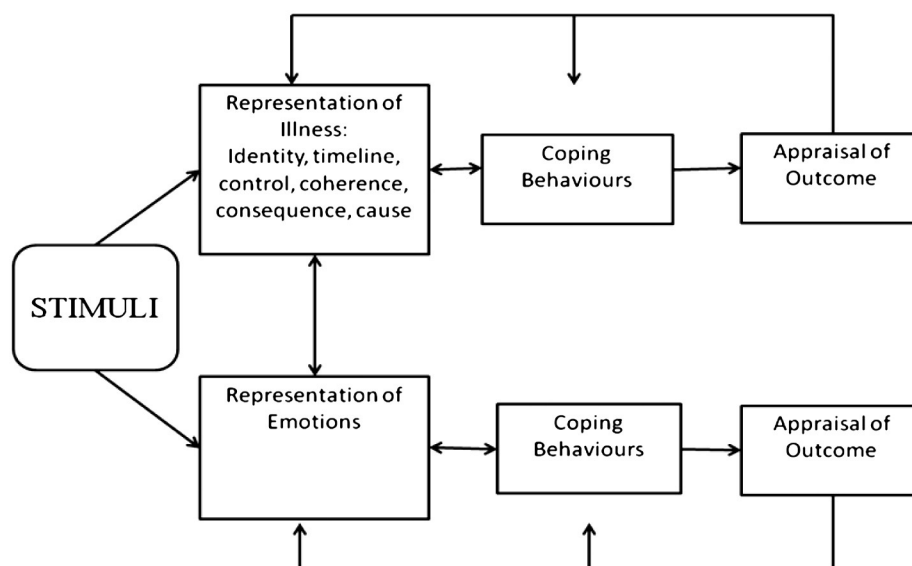 Representation of
Illness:
Identity, timeline,
control, coherence,
consequence, cause
Coping
Behaviours
Appraisal of
Outcome
STIMULI
Representation of
Emotions
Coping
Behaviours
Appraisal of
Outcome